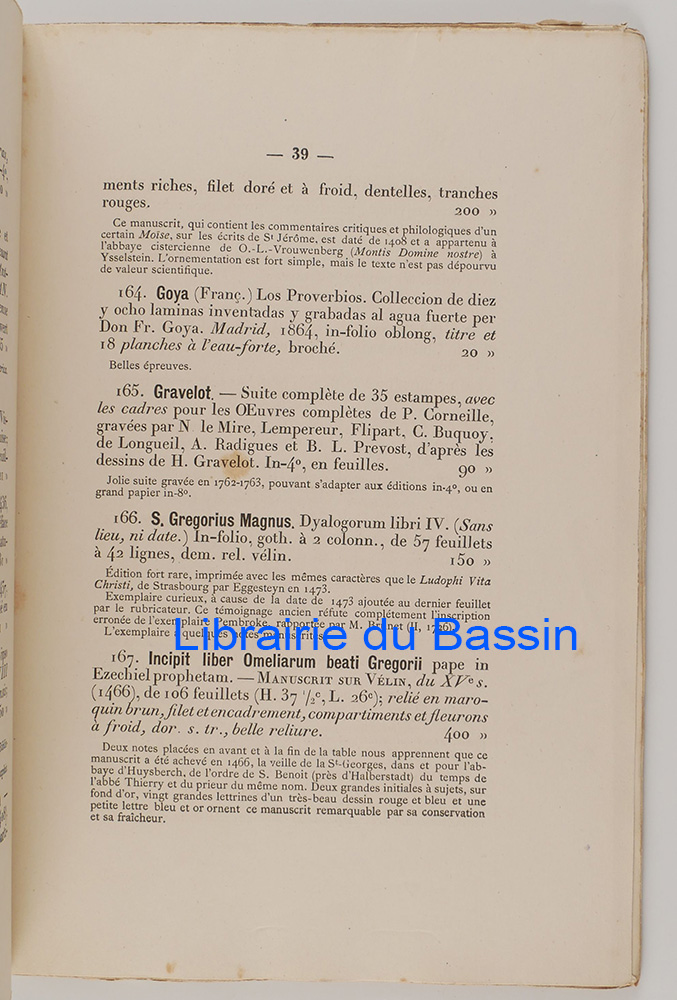 — 39 —
ments riches, filet doré et à froid, dentelles, tranches
rouges. 200 »
Ce manuscrit, qui contient les commentaires critiques et philologiques d'un
certain Moïse, sur les écrits de St Jérôme, est daté de 1408 et a appartenu à
l'abbaye cistercienne de O.-L.-Vrouwenberg (Montis Domine nostre) à
Ysselstein. L'ornementation est fort simple, mais le texte n'est pas dépourvu
de valeur scientifique.
164. Goya (Franç.) Los Proverbios. Colleccion de diez
y ocho laminas inventadas y grabadas al agua fuerte per
Don Fr. Goya. Madrid, 1864, in-folio oblong, titre et
18 planches à l'eau-forte, broché. 20 »
Belles épreuves.
165. Gravelot. — Suite complète de 35 estampes, avec
les cadres pour les OEuvres complètes de P. Corneille,
gravées par N. le Mire, Lempereur, Flipart, C. Buquoy,
de Longueil, A. Radigues et B. L. Prevost, d'après les
dessins de H. Gravelot. In-4º, en feuilles. 90 »
Jolie suite gravée en 1762-1763, pouvant s'adapter aux éditions in-4º, ou en
grand papier in-8º.
166. S. Gregorius Magnus. Dyalogorum libri IV. (Sans
lieu, ni date.) In-folio, goth. à 2 colonn., de 57 feuillets
à 42 lignes, dem. rel. vélin. 150 »
Édition fort rare, imprimée avec les mêmes caractères que le Ludophi Vita
Christi, de Strasbourg par Eggesteyn en 1473.
Exemplaire curieux, à cause de la date de 1473 ajoutée au dernier feuillet
par le rubricateur. Ce témoignage ancien réfute complétement l'inscription
erronée de l'exemplaire Pembroke, rapportée par M. Brunet (II, 1726).
L'exemplaire a quelques notes manuscrites.
Librairie du Bassin
167. Incipit liber Omeliarum beati Gregorii pape in
Ezechiel prophetam. — Manuscrit sur Vélin, du XVe s.
(1466), de 106 feuillets (H. 37 1/2c, L. 26c); relié en maro-
quin brun, filet et encadrement, compartiments et fleurons
à froid, dor. s. tr., belle reliure. 400 »
Deux notes placées en avant et à la fin de la table nous apprennent que ce
manuscrit a été achevé en 1466, la veille de la St-Georges, dans et pour l'ab-
baye d'Huysberch, de l'ordre de S. Benoit (près d'Halberstadt) du temps de
l'abbé Thierry et du prieur du même nom. Deux grandes initiales à sujets, sur
fond d'or, vingt grandes lettrines d'un très-beau dessin rouge et bleu et une
petite lettre bleu et or ornent ce manuscrit remarquable par sa conservation
et sa fraîcheur.